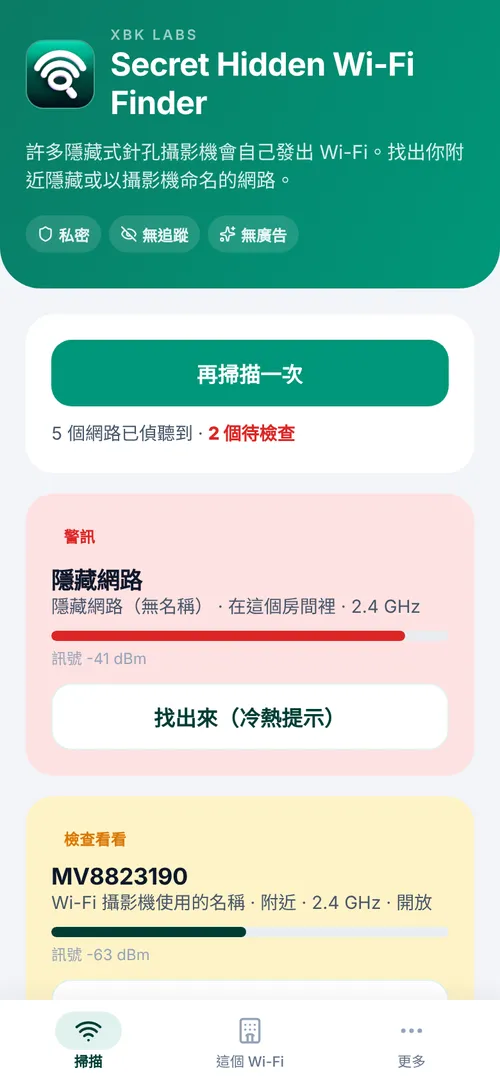 XBK LABS
Secret Hidden Wi-Fi
Finder
許多隱藏式針孔攝影機會自己發出 Wi-Fi。找出你附
近隱藏或以攝影機命名的網路。
私密
無追蹤
無廣告
再掃描一次
5 個網路已偵聽到 · 2 個待檢查
警訊
隱藏網路
隱藏網路（無名稱） · 在這個房間裡 · 2.4 GHz
訊號 -41 dBm
找出來（冷熱提示）
檢查看看
MV8823190
Wi-Fi 攝影機使用的名稱 · 附近 · 2.4 GHz · 開放
訊號 -63 dBm
掃描
這個 Wi-Fi
更多